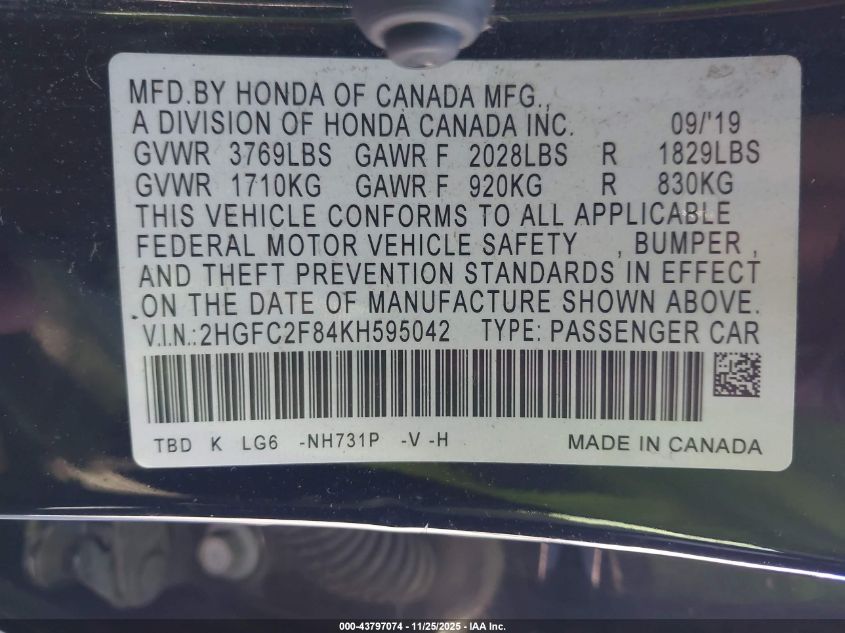 MFD.BY HONDA OF CANADA MFG.,
A DIVISION OF HONDA CANADA INC. 09/'19
GVWR 3769LBS GAWR F 2028LBS R 1829LBS
GVWR 1710KG GAWR F 920KG R 830KG
THIS VEHICLE CONFORMS TO ALL APPLICABLE
FEDERAL MOTOR VEHICLE SAFETY , BUMPER ,
AND THEFT PREVENTION STANDARDS IN EFFECT
ON THE DATE OF MANUFACTURE SHOWN ABOVE.
V.I.N.:2HGFC2F84KH595042 TYPE: PASSENGER CAR
TBD K LG6 -NH731P -V -H MADE IN CANADA
000-43797074 - 11/25/2025 - IAA Inc.